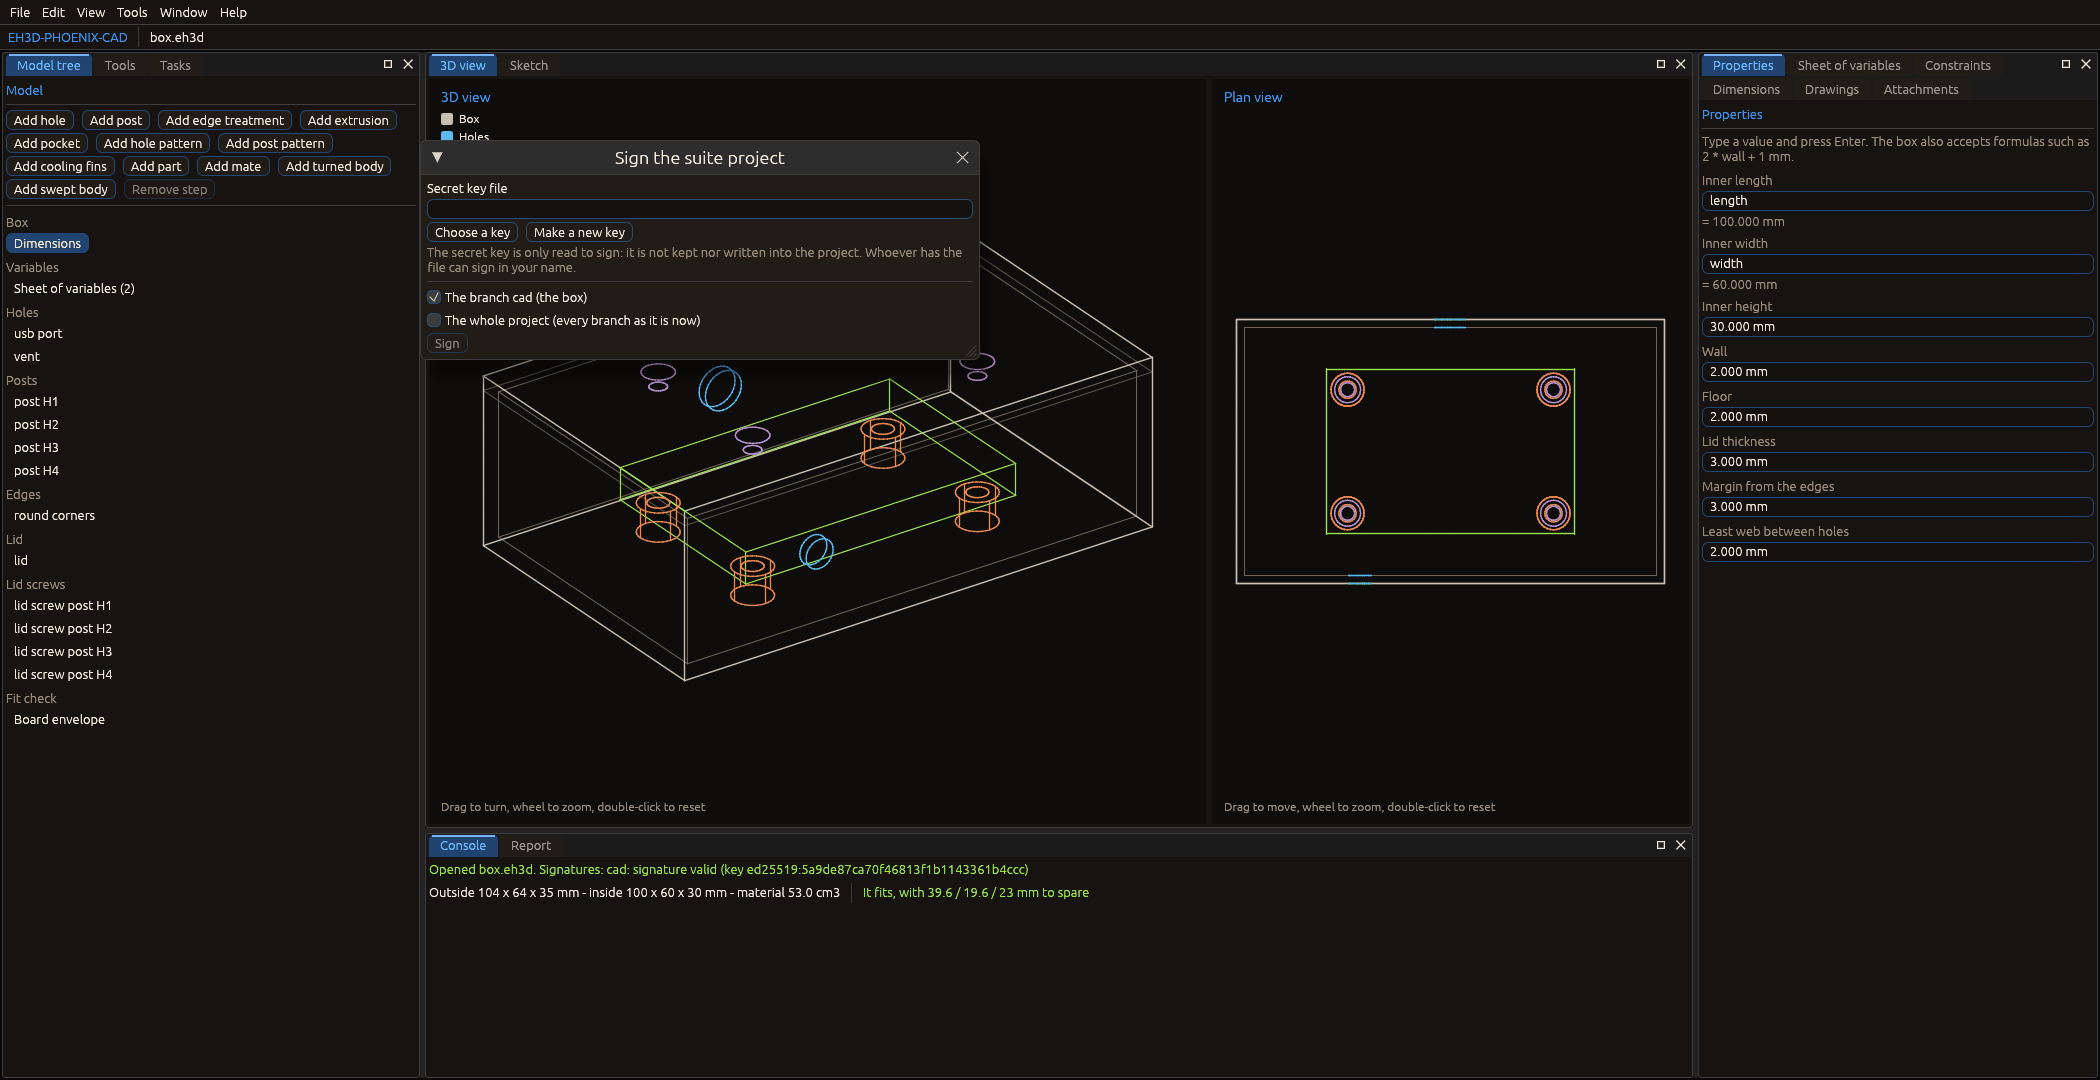 File Edit View Tools Window Help
EH3D-PHOENIX-CAD box.eh3d
Model tree Tools Tasks
Model
Add hole Add post Add edge treatment Add extrusion
Add pocket Add hole pattern Add post pattern
Add cooling fins Add part Add mate Add turned body
Add swept body Remove step
Box
Dimensions
Variables
Sheet of variables (2)
Holes
usb port
vent
Posts
post H1
post H2
post H3
post H4
Edges
round corners
Lid
lid
Lid screws
lid screw post H1
lid screw post H2
lid screw post H3
lid screw post H4
Fit check
Board envelope
3D view Sketch
3D view
Box
Holes
Sign the suite project
Secret key file
Choose a key Make a new key
The secret key is only read to sign: it is not kept nor written into the project. Whoever has the
file can sign in your name.
The branch cad (the box)
The whole project (every branch as it is now)
Sign
Drag to turn, wheel to zoom, double-click to reset
Plan view
Drag to move, wheel to zoom, double-click to reset
Console Report
Opened box.eh3d. Signatures: cad: signature valid (key ed25519:5a9de87ca70f46813f1b1143361b4ccc)
Outside 104 x 64 x 35 mm - inside 100 x 60 x 30 mm - material 53.0 cm3 It fits, with 39.6 / 19.6 / 23 mm to spare
Properties Sheet of variables Constraints
Dimensions Drawings Attachments
Properties
Type a value and press Enter. The box also accepts formulas such as
2 * wall + 1 mm.
Inner length
length
= 100.000 mm
Inner width
width
= 60.000 mm
Inner height
30.000 mm
Wall
2.000 mm
Floor
2.000 mm
Lid thickness
3.000 mm
Margin from the edges
3.000 mm
Least web between holes
2.000 mm